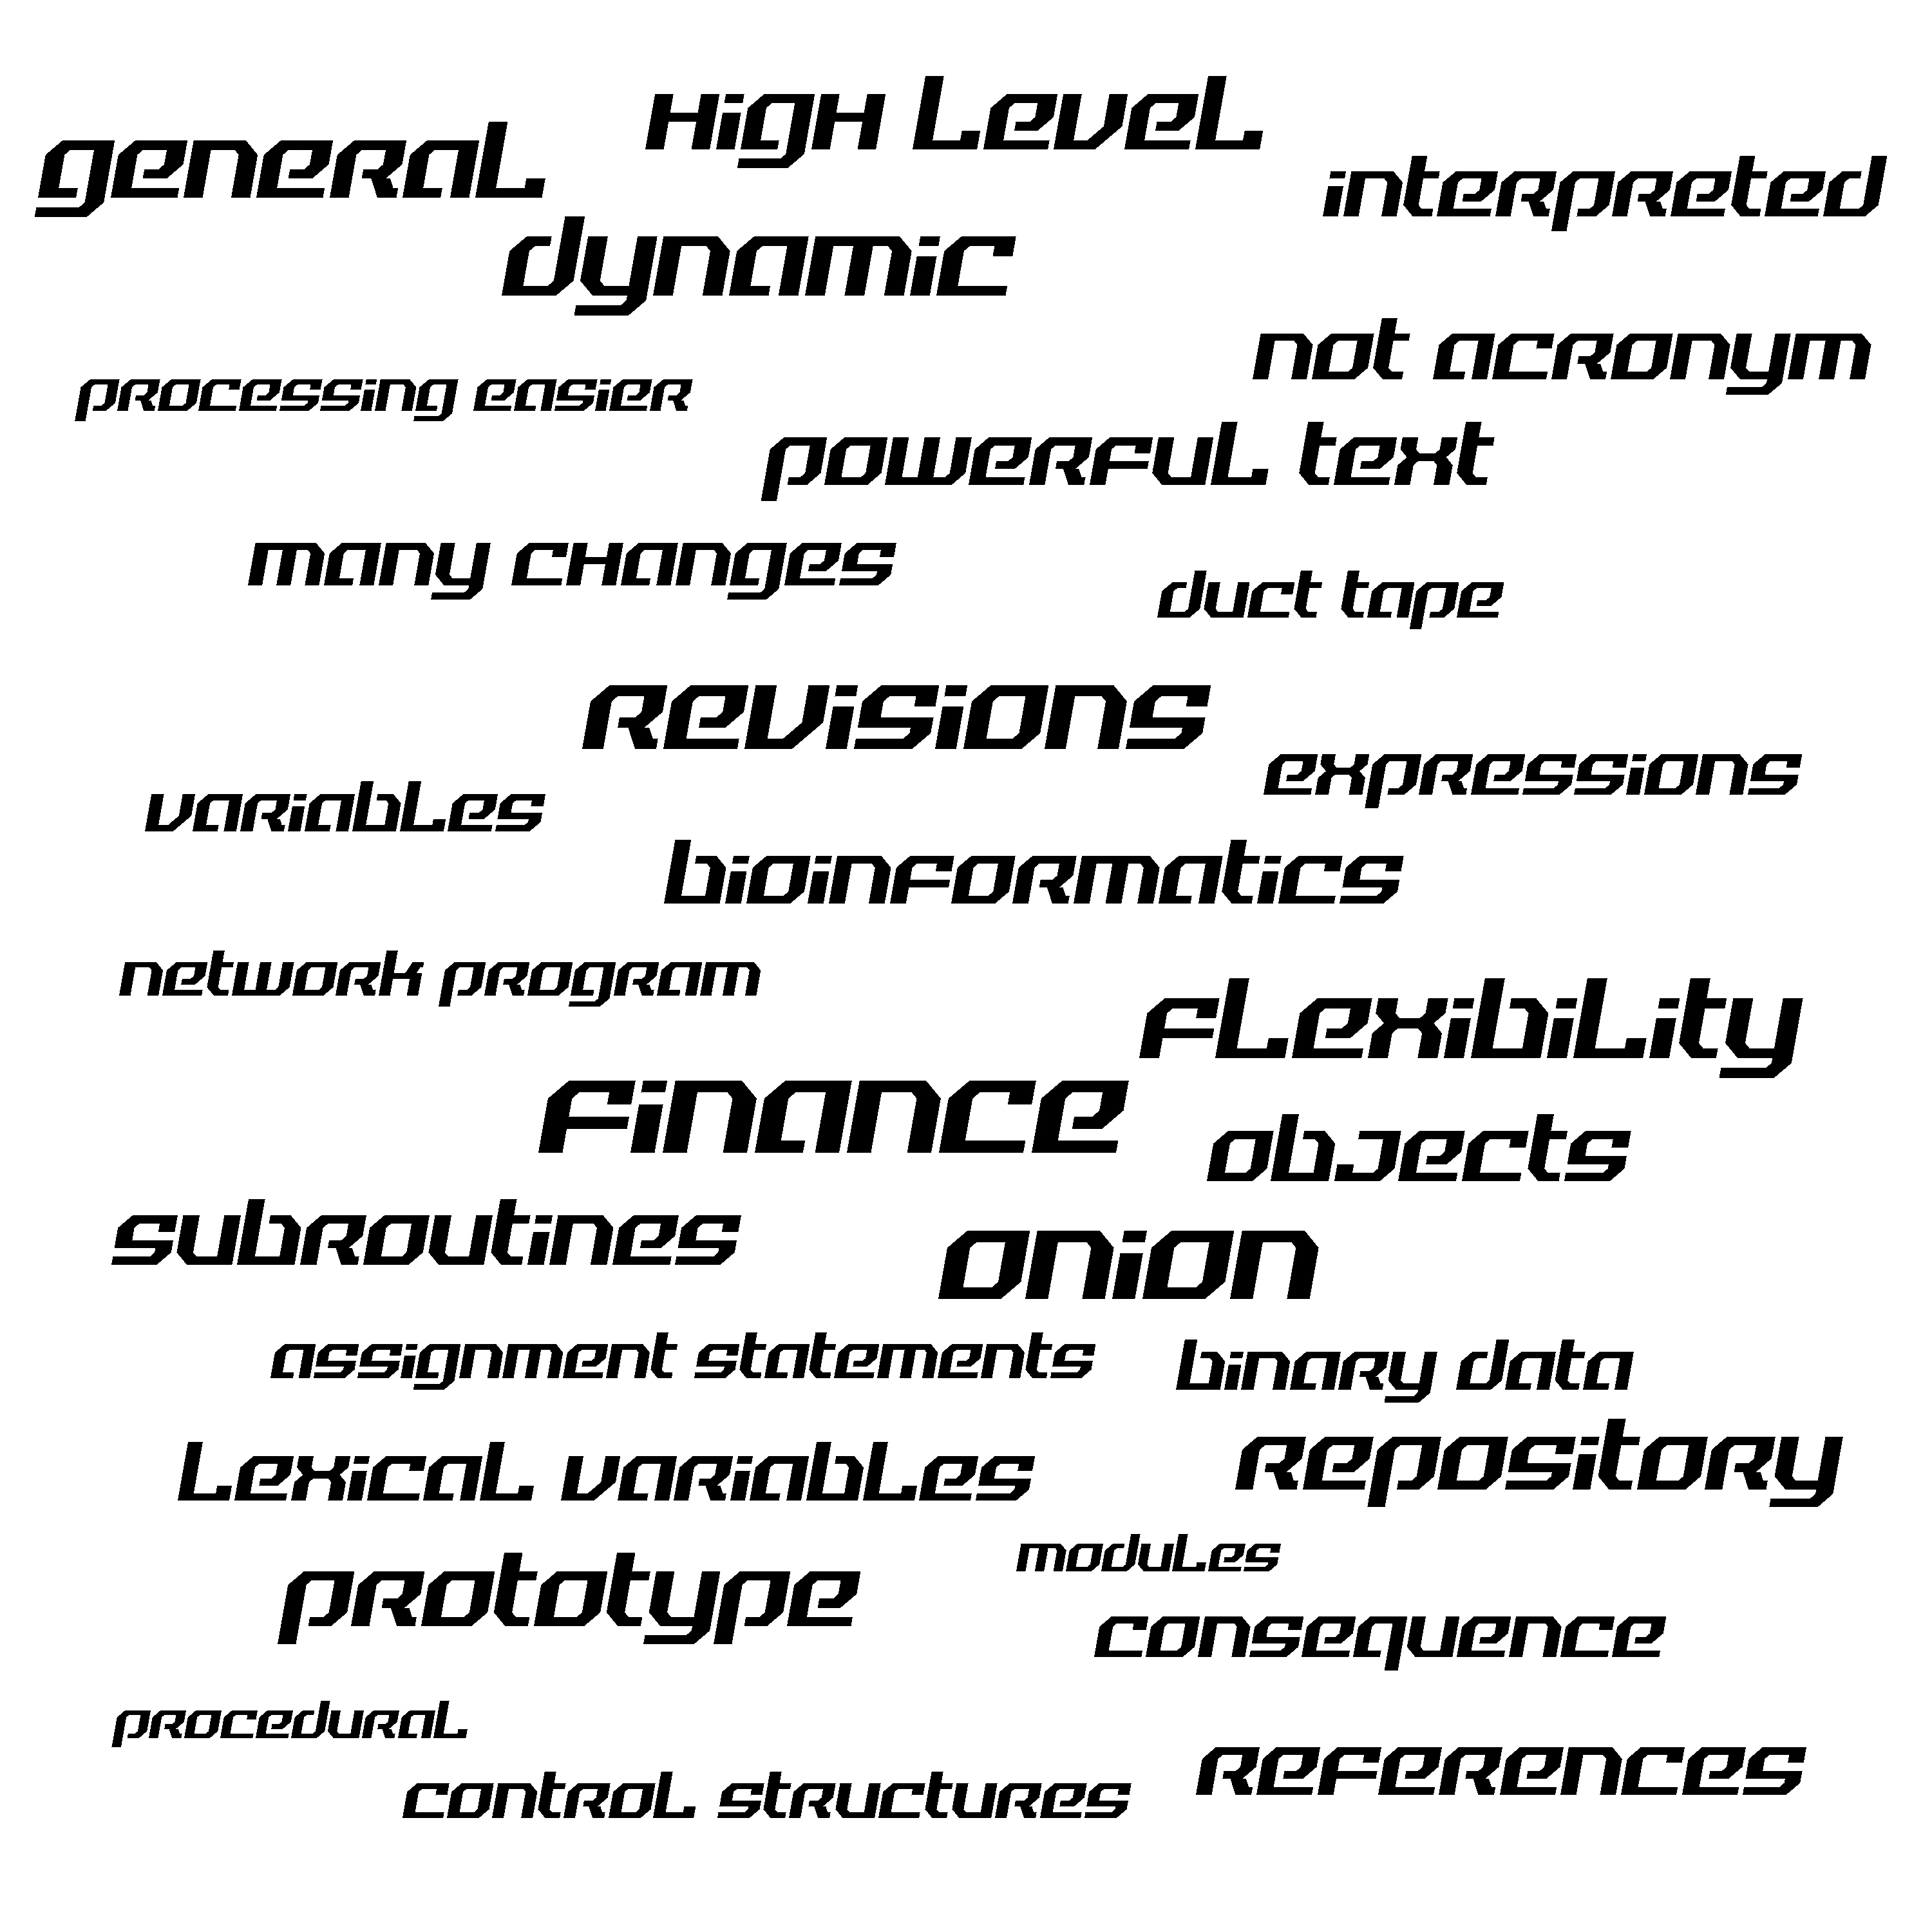 High Level
general
interpreted
dynamic
not acronym
processing easier
powerful text
many changes
duct tape
revisions
expressions
variables
bioinformatics
network program
flexibility
finance
objects
subroutines
onion
assignment statements
binary data
repository
Lexical variables
modules
prototype
consequence
procedural
references
control structures